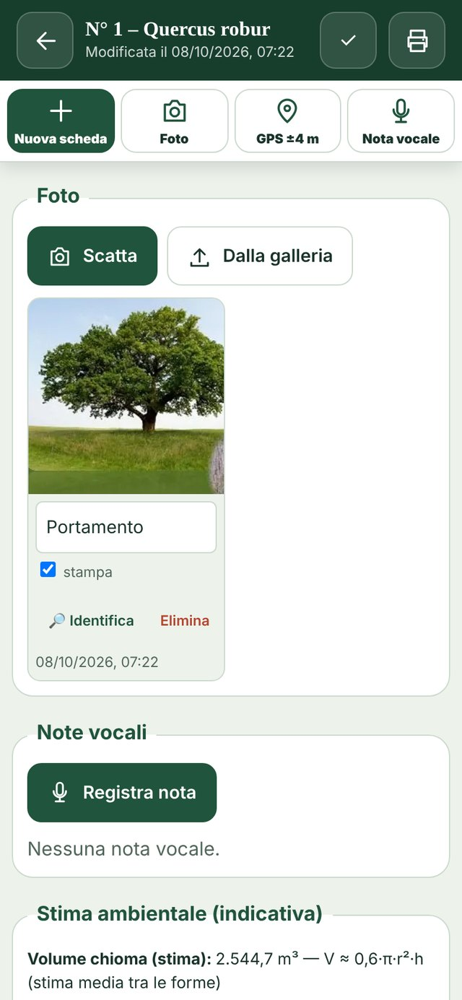 N° 1 – Quercus robur
Modificata il 08/10/2026, 07:22
Nuova scheda
Foto
GPS ±4 m
Nota vocale
Foto
Scatta
Dalla galleria
Portamento
stampa
🔎 Identifica
Elimina
08/10/2026, 07:22
Note vocali
Registra nota
Nessuna nota vocale.
Stima ambientale (indicativa)
Volume chioma (stima): 2.544,7 m³ — V ≈ 0,6·π·r²·h
(stima media tra le forme)